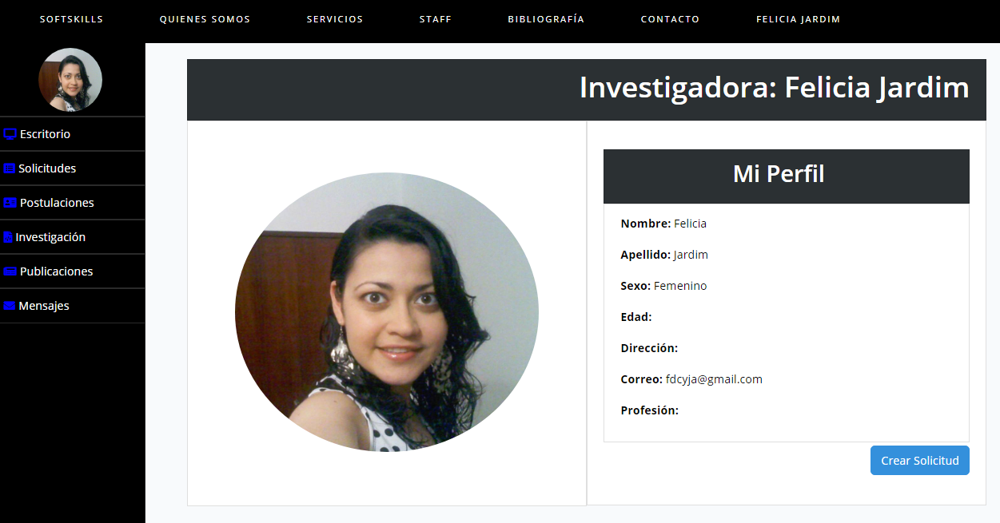 SOFTSKILLS QUIENES SOMOS SERVICIOS STAFF BIBLIOGRAFÍA CONTACTO FELICIA JARDIM
Escritorio
Solicitudes
Postulaciones
Investigación
Publicaciones
Mensajes
Investigadora: Felicia Jardim
Mi Perfil
Nombre: Felicia
Apellido: Jardim
Sexo: Femenino
Edad:
Dirección:
Correo: fdcyja@gmail.com
Profesión:
Crear Solicitud